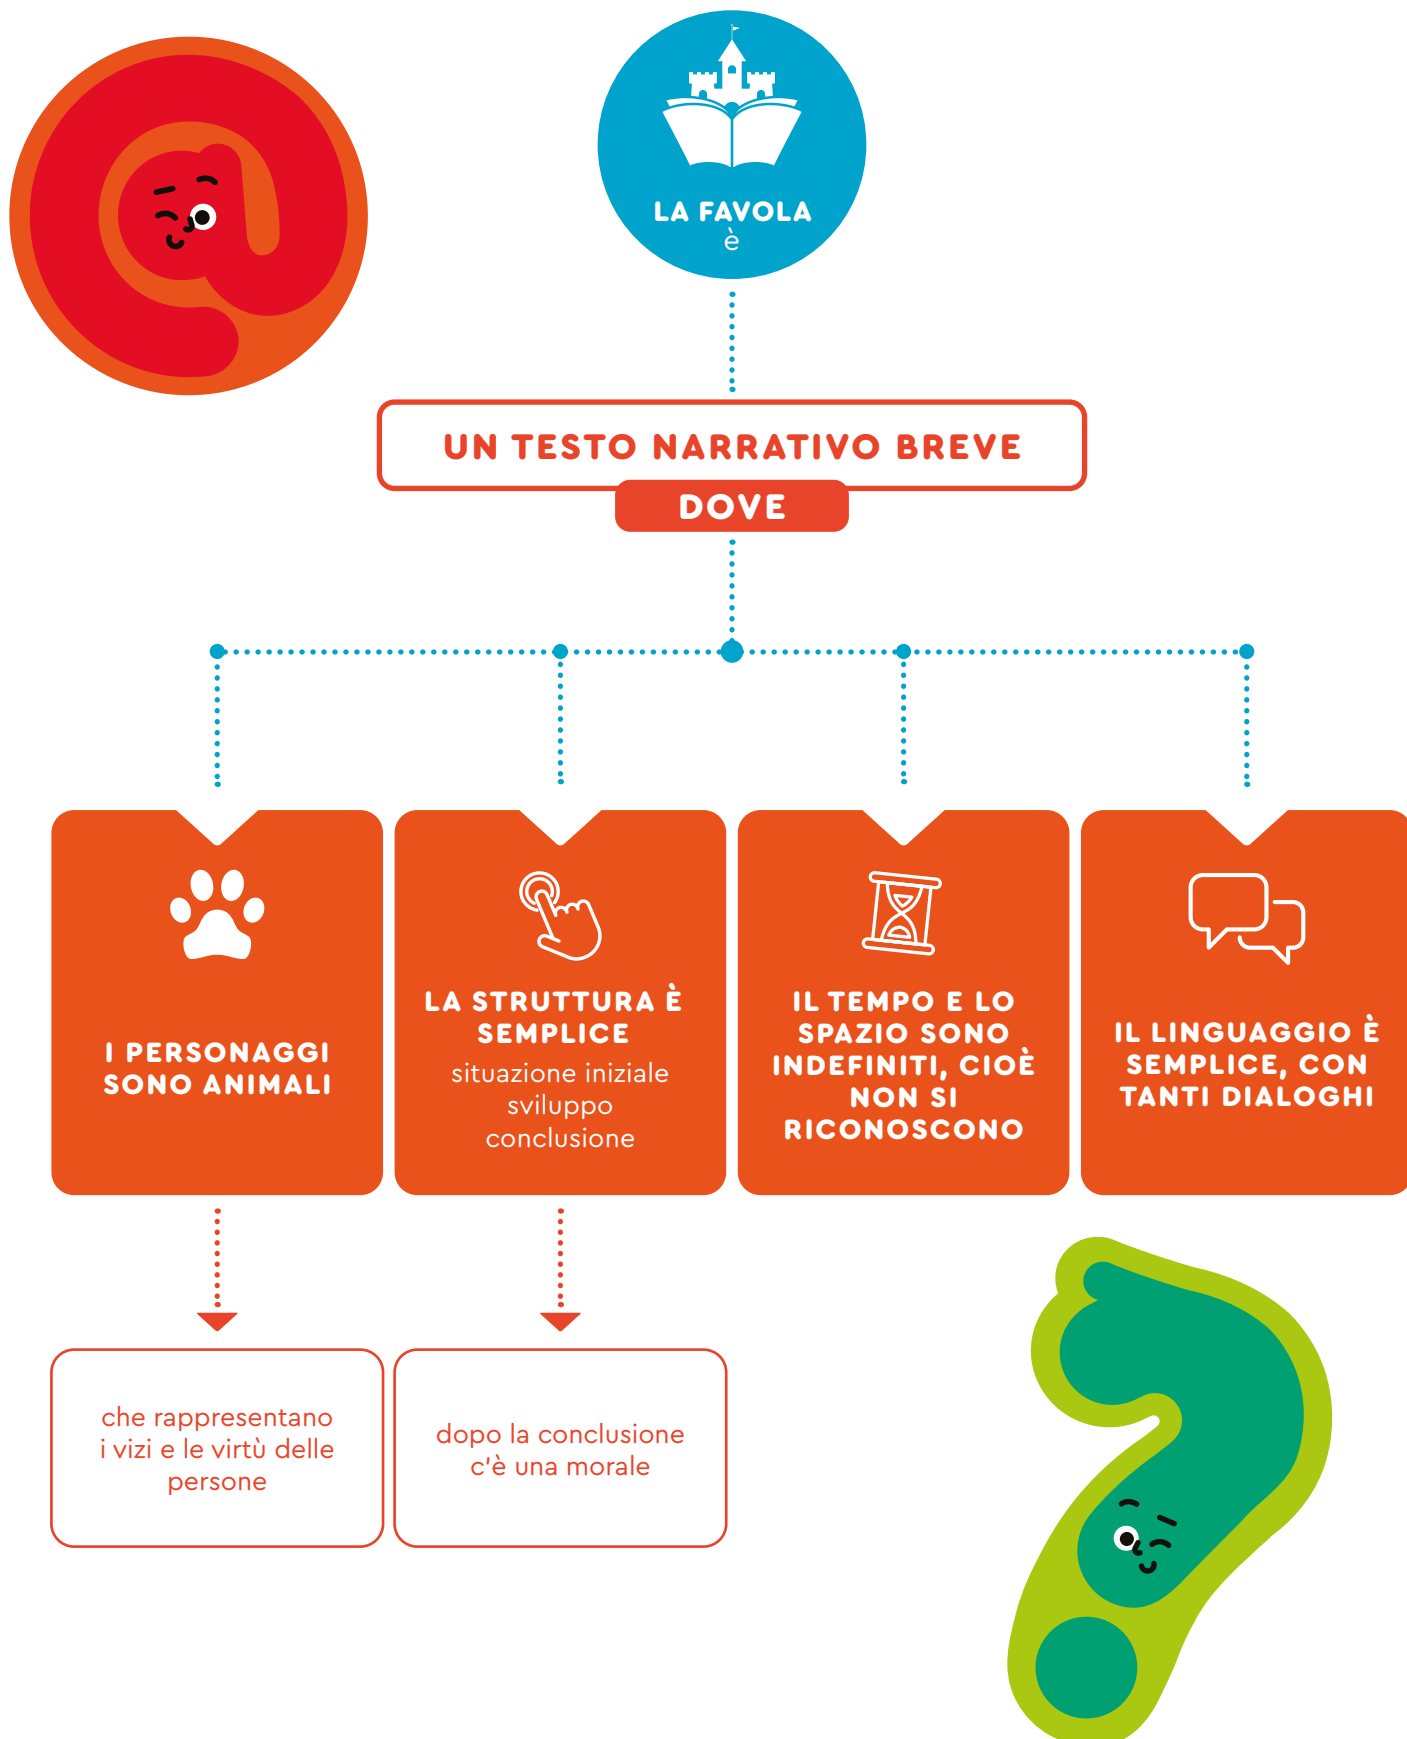 LA FAVOLA
è
UN TESTO NARRATIVO BREVE
DOVE
I PERSONAGGI
SONO ANIMALI
LA STRUTTURA È
SEMPLICE
situazione iniziale
sviluppo
conclusione
IL TEMPO E LO
SPAZIO SONO
INDEFINITI, CIOÈ
NON SI
RICONOSCONO
IL LINGUAGGIO È
SEMPLICE, CON
TANTI DIALOGHI
che rappresentano
i vizi e le virtù delle
persone
dopo la conclusione
c'è una morale